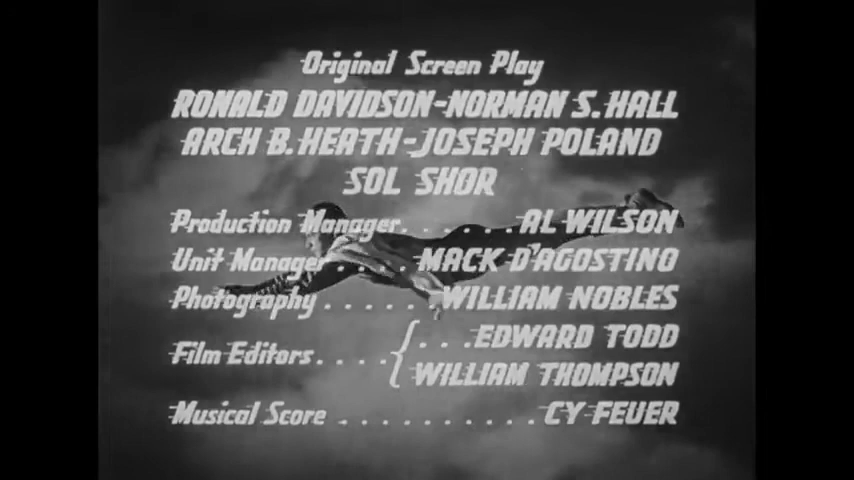 Original Screen Play
RONALD DAVIDSON-NORMAN S. HALL
ARCH B. HEATH-JOSEPH POLAND
SOL SHOR
Production Manager......AL WILSON
Unit Manager.....MACK D'AGOSTINO
Photography.......WILLIAM NOBLES
Film Editors....{...EDWARD TODD
WILLIAM THOMPSON
Musical Score...........CY FEUER